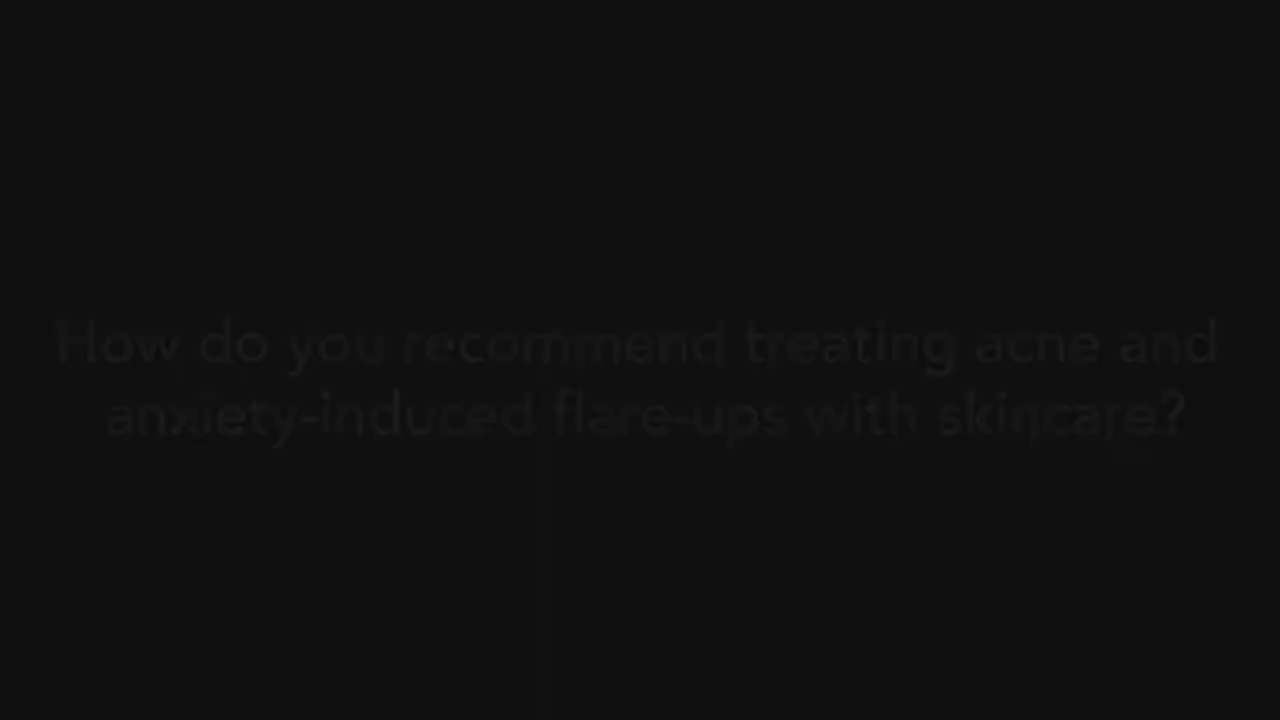 How do you recommend treating acne and
anxiety-induced flare-ups with skincare?